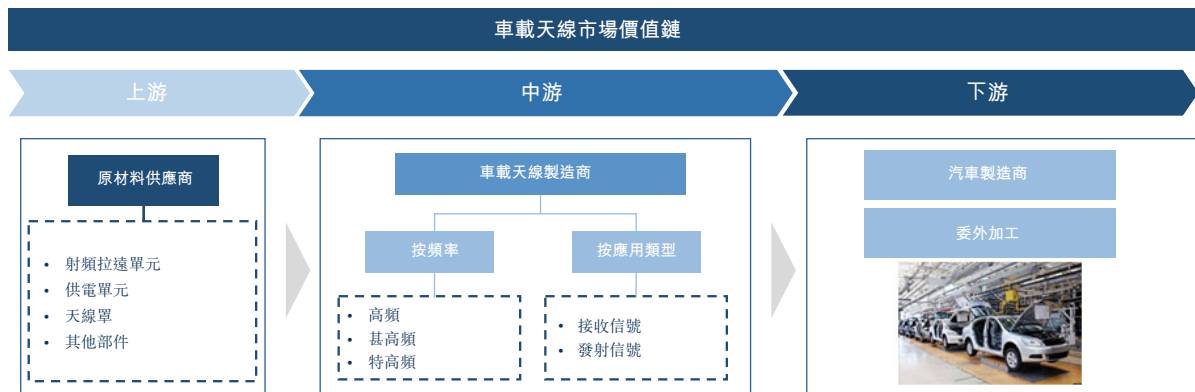 車載天線市場價值鏈
上游
中游
下游
原材料供應商
• 射頻拉遠單元
• 供電單元
• 天線罩
• 其他部件
車載天線製造商
按頻率
按應用類型
• 高頻
• 甚高頻
• 特高頻
• 接收信號
• 發射信號
汽車製造商
委外加工